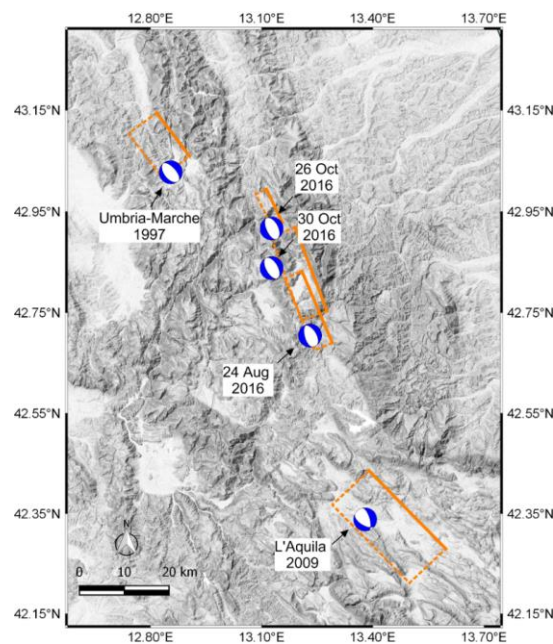 12.80°E 13.10°E 13.40°E 13.70°E
43.15°N 43.15°N
26 Oct
2016
42.95°N 42.95°N
Umbria-Marche
1997
30 Oct
2016
42.75°N 42.75°N
24 Aug
2016
42.55°N 42.55°N
42.35°N 42.35°N
L'Aquila
2009
N
0 10 20 km
42.15°N 42.15°N
12.80°E 13.10°E 13.40°E 13.70°E